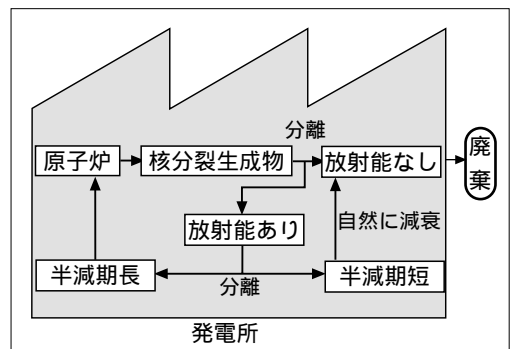 分離
原子炉
核分裂生成物
放射能なし
廃棄
放射能あり
自然に減衰
半減期長
分離
半減期短
発電所